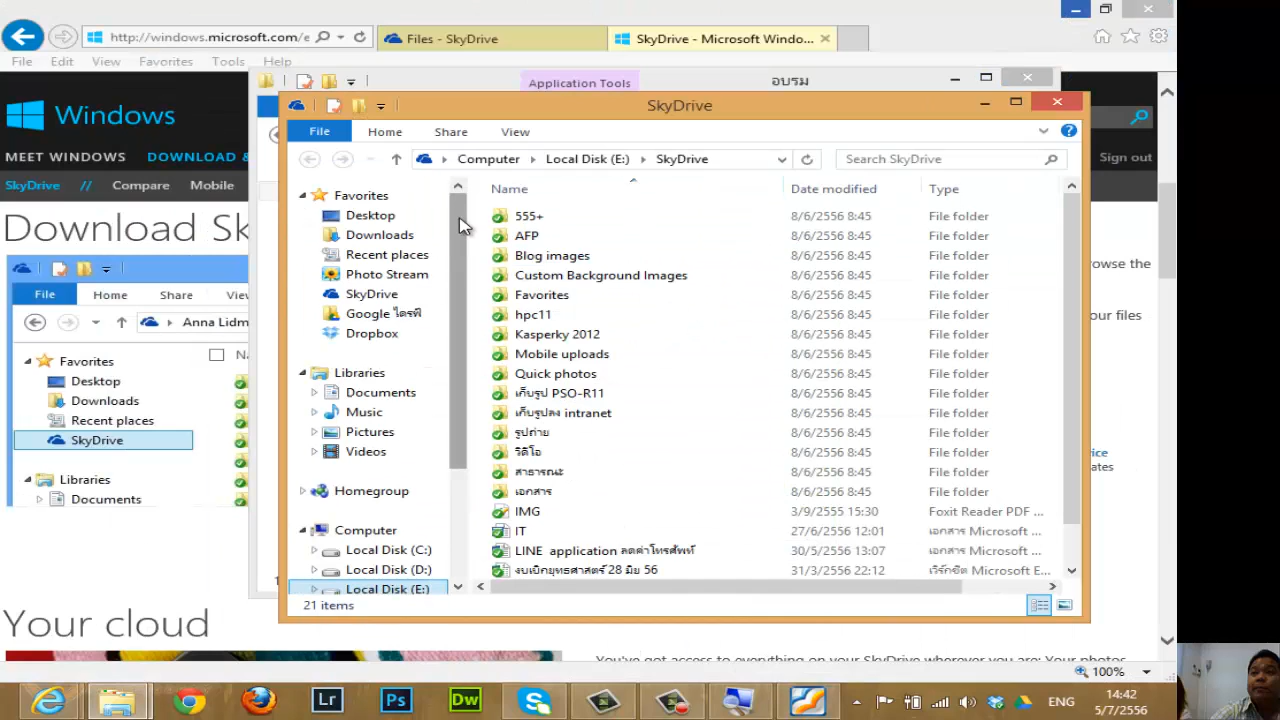 http://windows.microsoft.com/e
Files - SkyDrive
SkyDrive - Microsoft Windo...
File Edit View Favorites Tools Help
Application Tools
อบรม
Windows
SkyDrive
MEET WINDOWS
DOWNLOAD
Sign out
SkyDrive // Compare Mobile
Download Sk
File Home Share View
Computer Local Disk (E:) SkyDrive
Search SkyDrive
Name Date modified Type
Favorites
Desktop
Downloads
Recent places
Photo Stream
SkyDrive
Google ไดรฟ์
Dropbox
Libraries
Documents
Music
Pictures
Videos
Homegroup
Computer
Local Disk (C:)
Local Disk (D:)
Local Disk (E:)
555+ 8/6/2556 8:45 File folder
AFP 8/6/2556 8:45 File folder
Blog images 8/6/2556 8:45 File folder
Custom Background Images 8/6/2556 8:45 File folder
Favorites 8/6/2556 8:45 File folder
hpc11 8/6/2556 8:45 File folder
Kasperky 2012 8/6/2556 8:45 File folder
Mobile uploads 8/6/2556 8:45 File folder
Quick photos 8/6/2556 8:45 File folder
เก็บรูป PSO-R11 8/6/2556 8:45 File folder
เก็บรูปลง intranet 8/6/2556 8:45 File folder
รูปถ่าย 8/6/2556 8:45 File folder
วิดีโอ 8/6/2556 8:45 File folder
สาธารณะ 8/6/2556 8:45 File folder
เอกสาร 8/6/2556 8:45 File folder
IMG 3/9/2555 15:30 Foxit Reader PDF ...
IT 27/6/2556 12:01 เอกสาร Microsoft ...
LINE application ลดค่าโทรศัพท์ 30/5/2556 13:07 เอกสาร Microsoft ...
งบเบิกยุทธศาสตร์ 28 มิย 56 31/3/2556 22:12 เวิร์กชีต Microsoft E...
21 items
File Home Share Viev
Anna Lidm
Na
Favorites
Desktop
Downloads
Recent places
SkyDrive
Libraries
Documents
rowse the
our files
ice
ates
Your cloud
You've got access to everything on your SkyDrive wherever you are: Your photos,
100%
Lr
Ps
Dw
ENG
14:42
5/7/2556